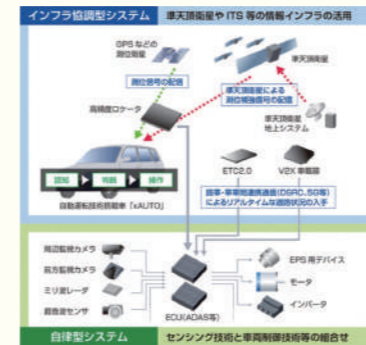 インフラ協調型システム
準天頂衛星や ITS 等の情報インフラの活用
GPS などの
測位衛星
準天頂衛星
測位信号の配信
準天頂衛星による
測位補強信号の配信
高精度ロケータ
準天頂衛星
地上システム
認知
判断
操作
ETC2.0
V2X 車載器
自動運転技術搭載車「xAUTO」
路車・車車間通信(DSRC、5G等)
によるリアルタイムな道路状況の入手
周辺監視カメラ
前方監視カメラ
ミリ波レーダ
超音波センサ
ECU(ADAS等)
EPS 用デバイス
モータ
インバータ
自律型システム
センシング技術と車両制御技術等の組合せ